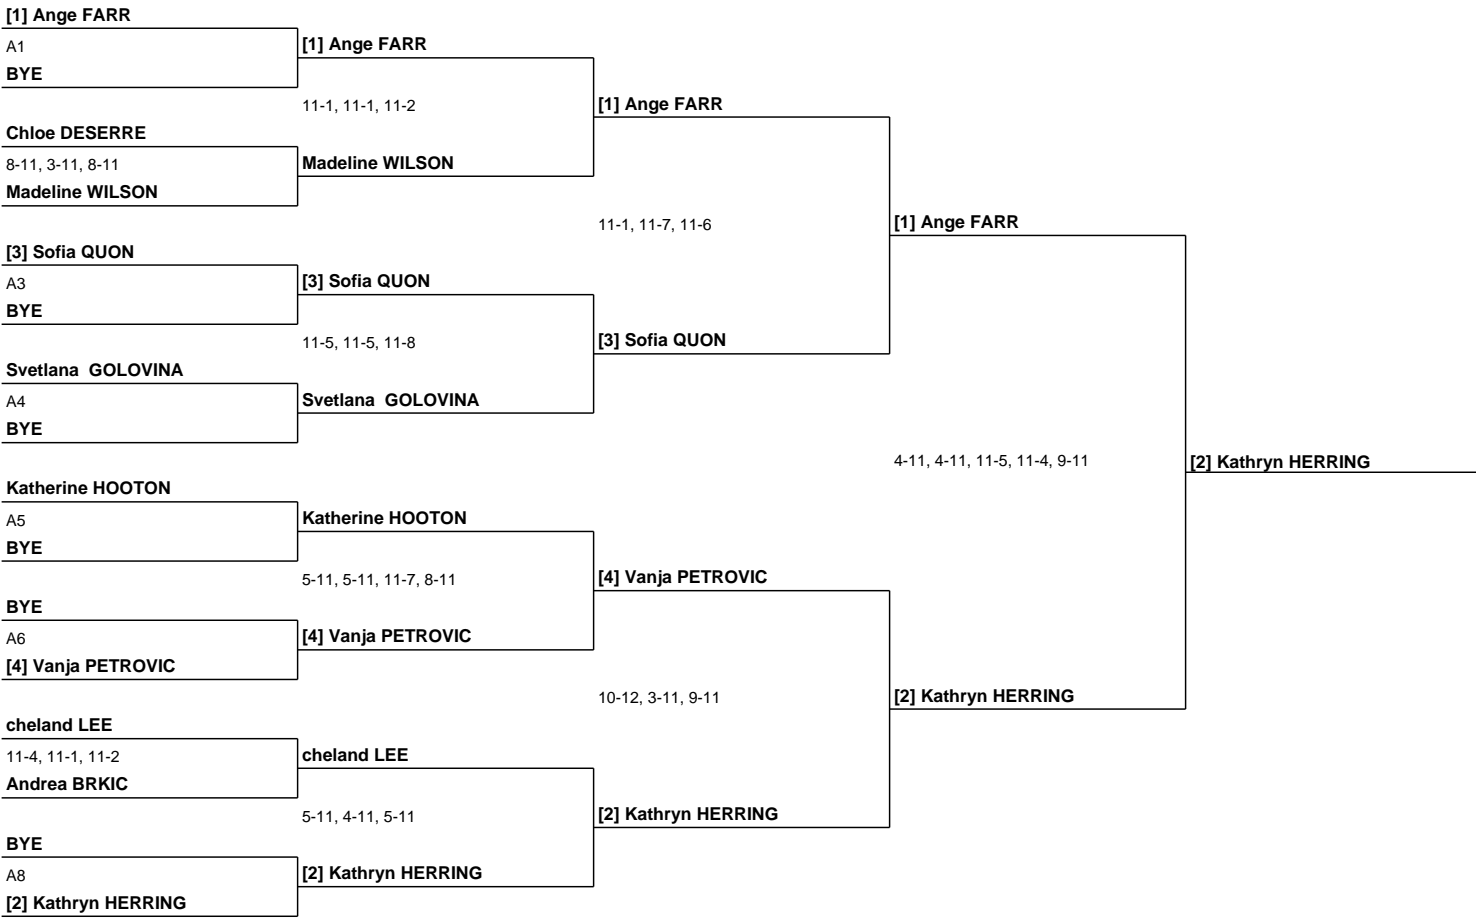 [1] Ange FARR
A1
BYE
Chloe DESERRE
8-11, 3-11, 8-11
Madeline WILSON
[3] Sofia QUON
A3
BYE
Svetlana  GOLOVINA
A4
BYE
Katherine HOOTON
A5
BYE
BYE
A6
[4] Vanja PETROVIC
cheland LEE
11-4, 11-1, 11-2
Andrea BRKIC
BYE
A8
[2] Kathryn HERRING
[1] Ange FARR
11-1, 11-1, 11-2
Madeline WILSON
[3] Sofia QUON
11-5, 11-5, 11-8
Svetlana  GOLOVINA
Katherine HOOTON
5-11, 5-11, 11-7, 8-11
[4] Vanja PETROVIC
cheland LEE
5-11, 4-11, 5-11
[2] Kathryn HERRING
[1] Ange FARR
11-1, 11-7, 11-6
[3] Sofia QUON
[4] Vanja PETROVIC
10-12, 3-11, 9-11
[2] Kathryn HERRING
[1] Ange FARR
4-11, 4-11, 11-5, 11-4, 9-11
[2] Kathryn HERRING
[2] Kathryn HERRING